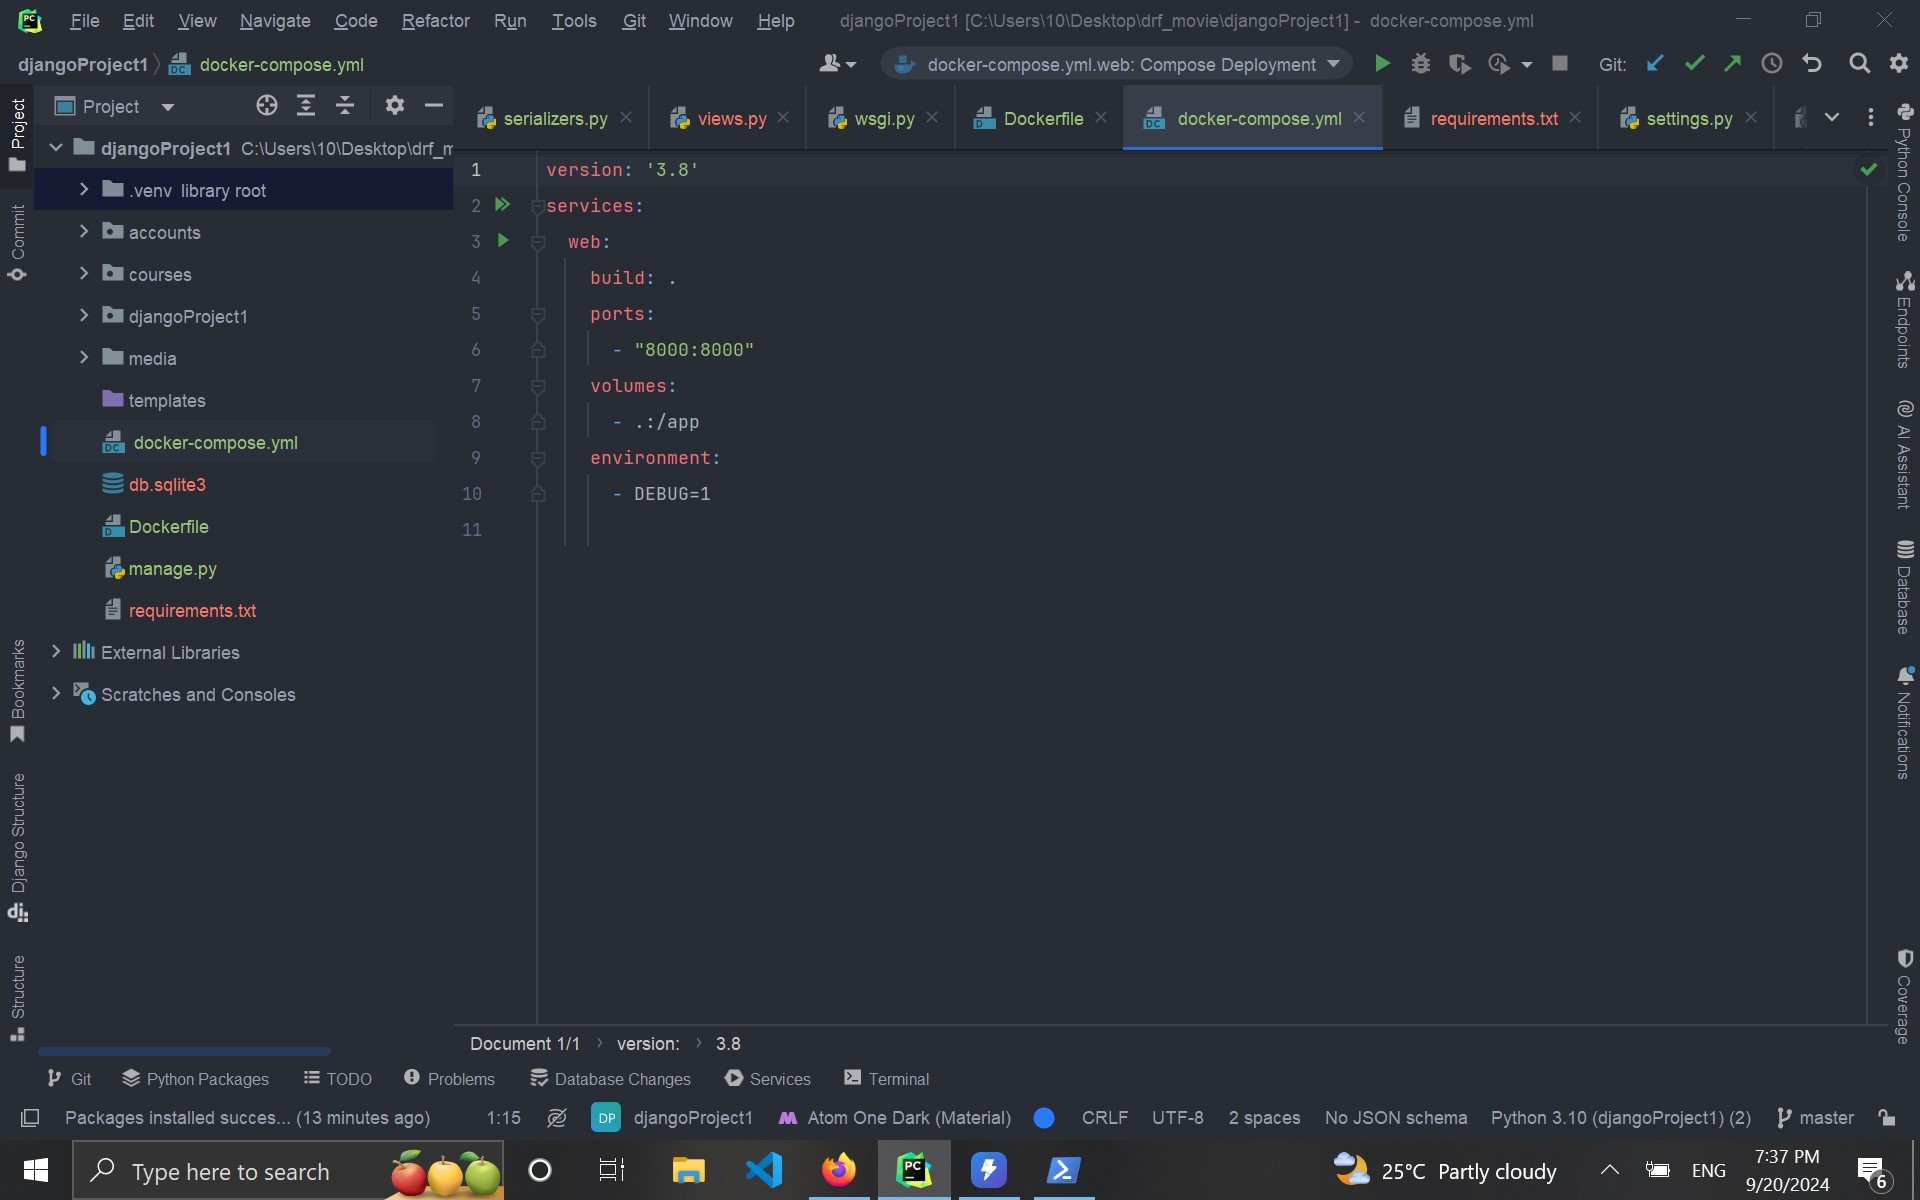 File Edit View Navigate Code Refactor Run Tools Git Window Help djangoProject1 [C:\Users\10\Desktop\drf_movie\djangoProject1] - docker-compose.yml
djangoProject1 docker-compose.yml docker-compose.yml.web: Compose Deployment Git:
Project serializers.py views.py wsgi.py Dockerfile docker-compose.yml requirements.txt settings.py
djangoProject1 C:\Users\10\Desktop\drf_m
.venv library root
accounts
courses
djangoProject1
media
templates
docker-compose.yml
db.sqlite3
Dockerfile
manage.py
requirements.txt
External Libraries
Scratches and Consoles
1 version: '3.8'
2 services:
3 web:
4 build: .
5 ports:
6 - "8000:8000"
7 volumes:
8 - .:/app
9 environment:
10 - DEBUG=1
11
Project
Commit
Bookmarks
Django Structure
Structure
Python Console
Endpoints
AI Assistant
Database
Notifications
Coverage
Document 1/1 › version: › 3.8
Git Python Packages TODO Problems Database Changes Services Terminal
Packages installed succes... (13 minutes ago) 1:15 DP djangoProject1 Atom One Dark (Material) CRLF UTF-8 2 spaces No JSON schema Python 3.10 (djangoProject1) (2) master
Type here to search 25°C Partly cloudy ENG 7:37 PM
9/20/2024 6